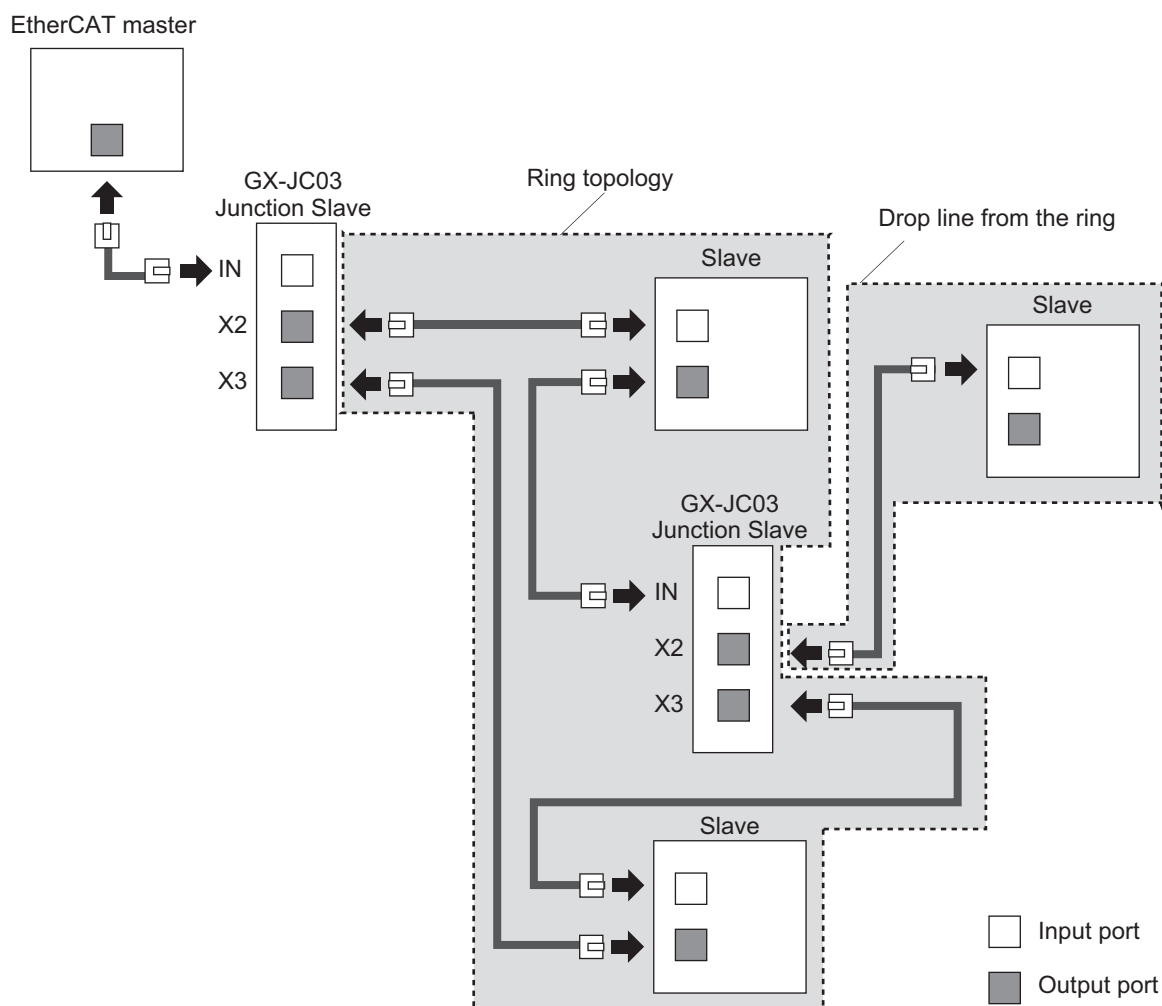 EtherCAT master
GX-JC03
Junction Slave
IN
X2
X3
Ring topology
Drop line from the ring
Slave
Slave
GX-JC03
Junction Slave
IN
X2
X3
Slave
Input port
Output port